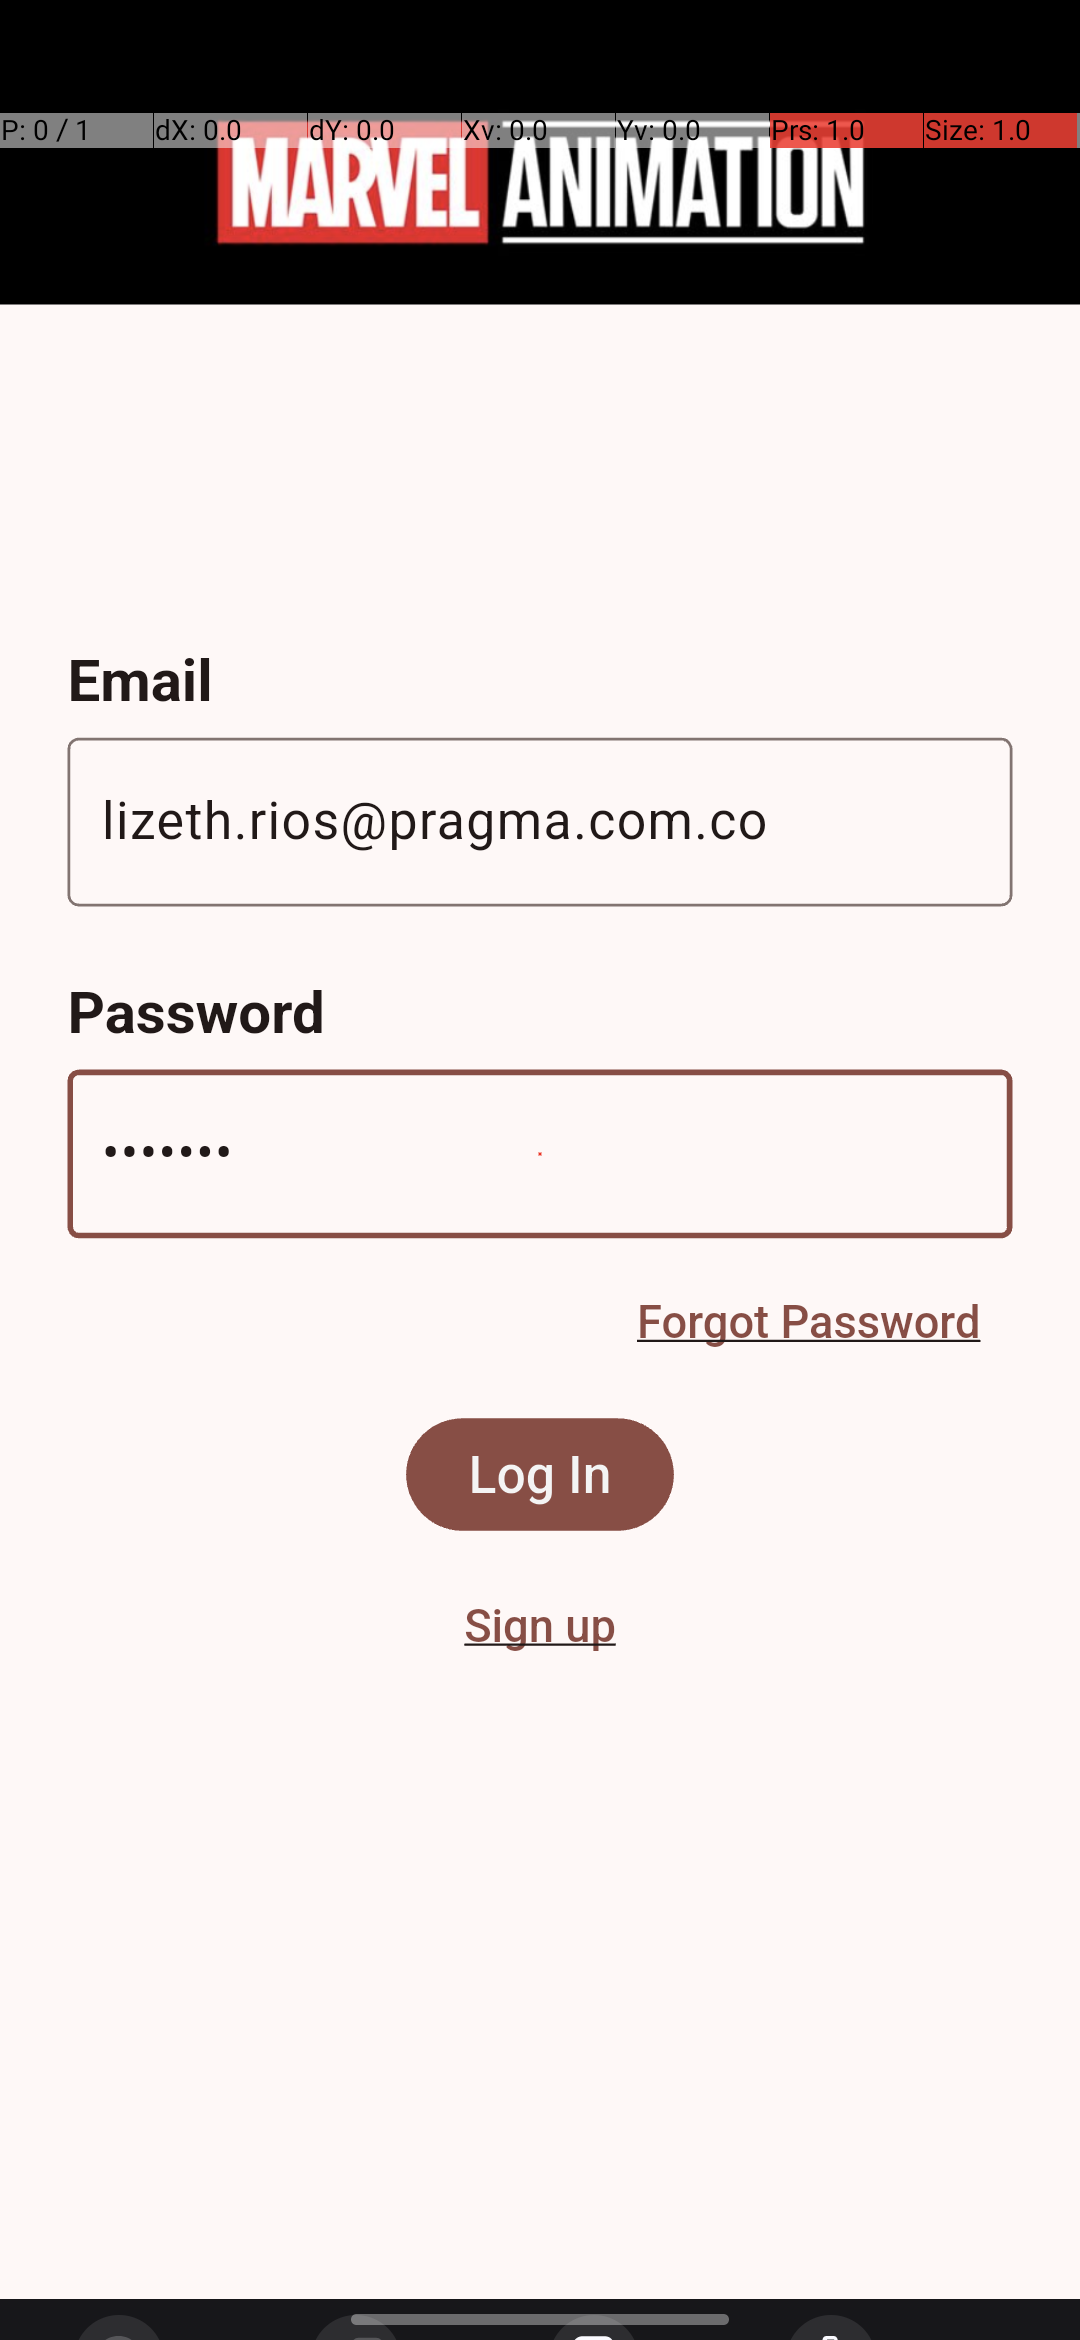 P: 0 / 1 dX: 0.0 dY: 0.0 Xv: 0.0 Yv: 0.0 Prs: 1.0 Size: 1.0
MARVEL ANIMATION
Email
lizeth.rios@pragma.com.co
Password
•••••••
Forgot Password
Log In
Sign up